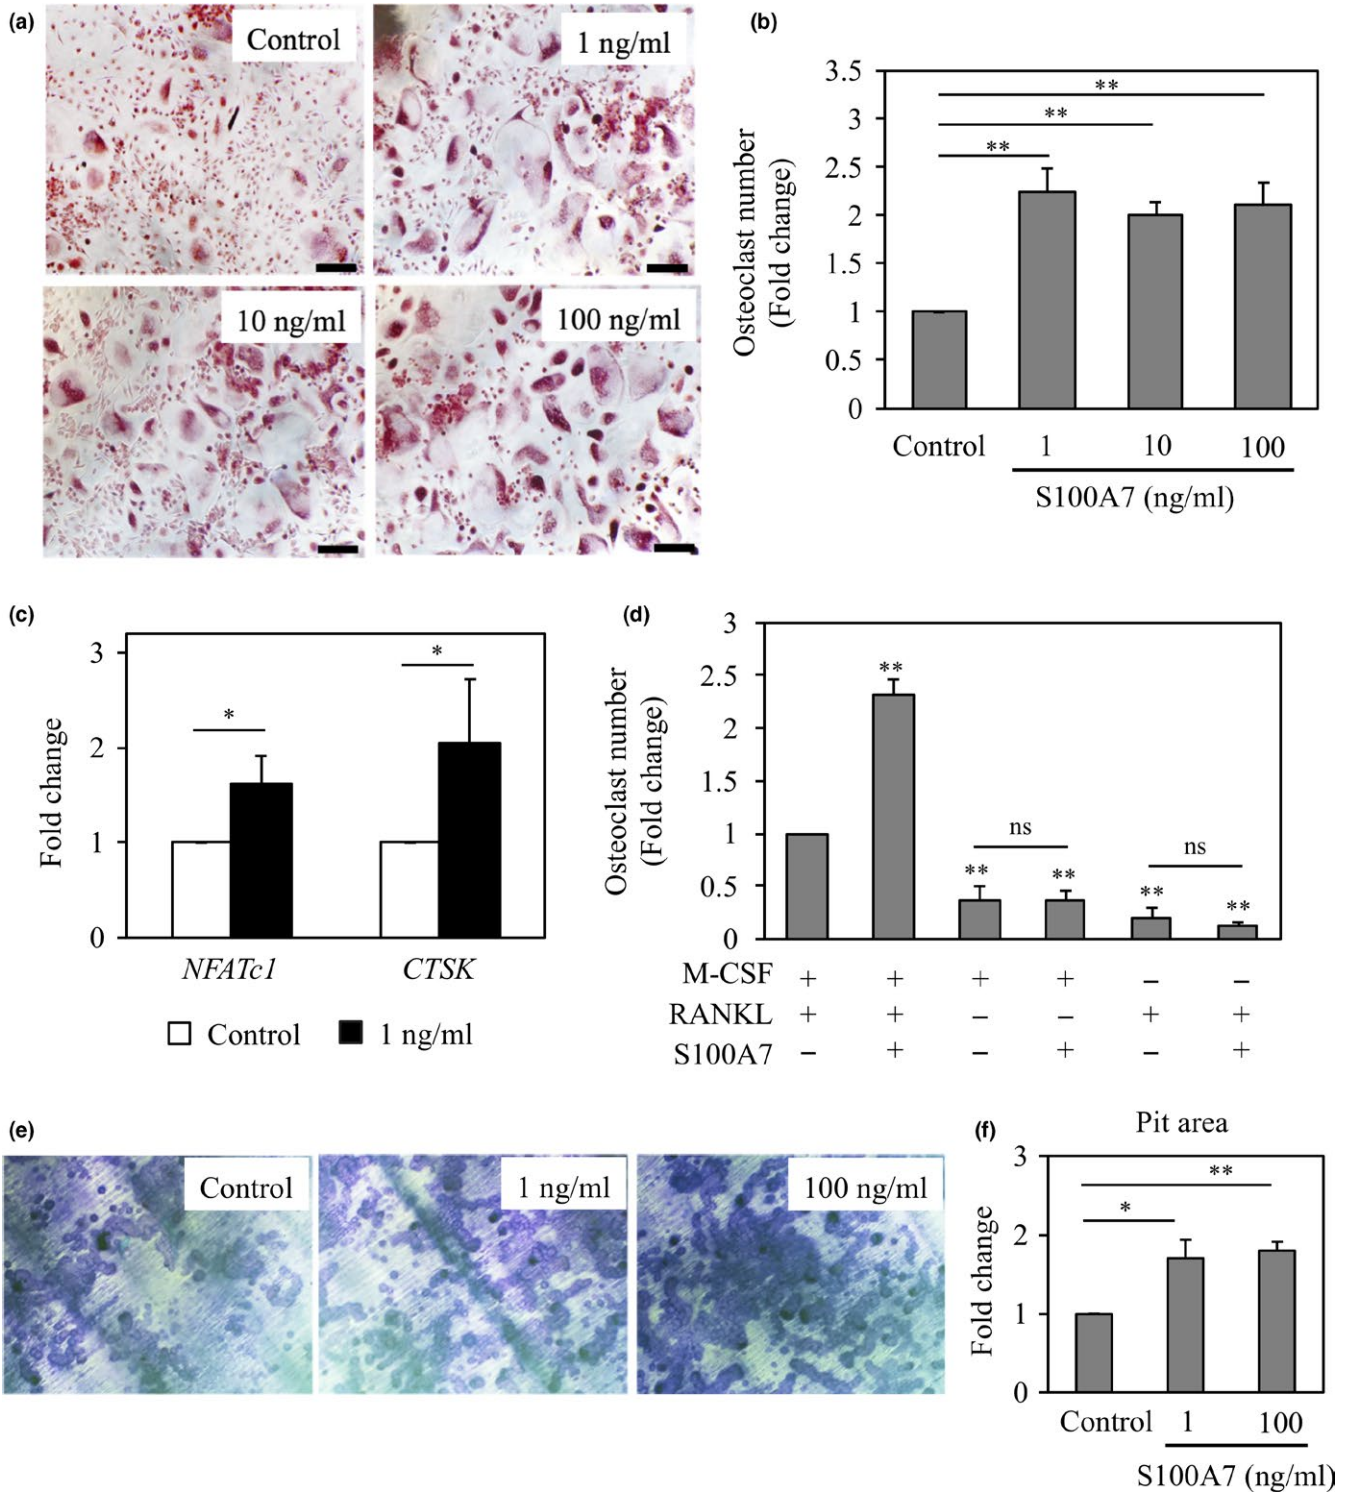 (a)
Control
1 ng/ml
10 ng/ml
100 ng/ml
(b)
Osteoclast number
(Fold change)
3.5
3
2.5
2
1.5
1
0.5
0
**
**
**
Control 1 10 100
S100A7 (ng/ml)
(c)
Fold change
3
2
1
0
*
*
NFATc1 CTSK
Control 1 ng/ml
(d)
Osteoclast number
(Fold change)
3
2.5
2
1.5
1
0.5
0
**
ns
** **
ns
** **
M-CSF + + + + – –
RANKL + + – – + +
S100A7 – + – + – +
(e)
Control
1 ng/ml
100 ng/ml
(f)
Pit area
Fold change
3
2
1
0
**
*
Control 1 100
S100A7 (ng/ml)